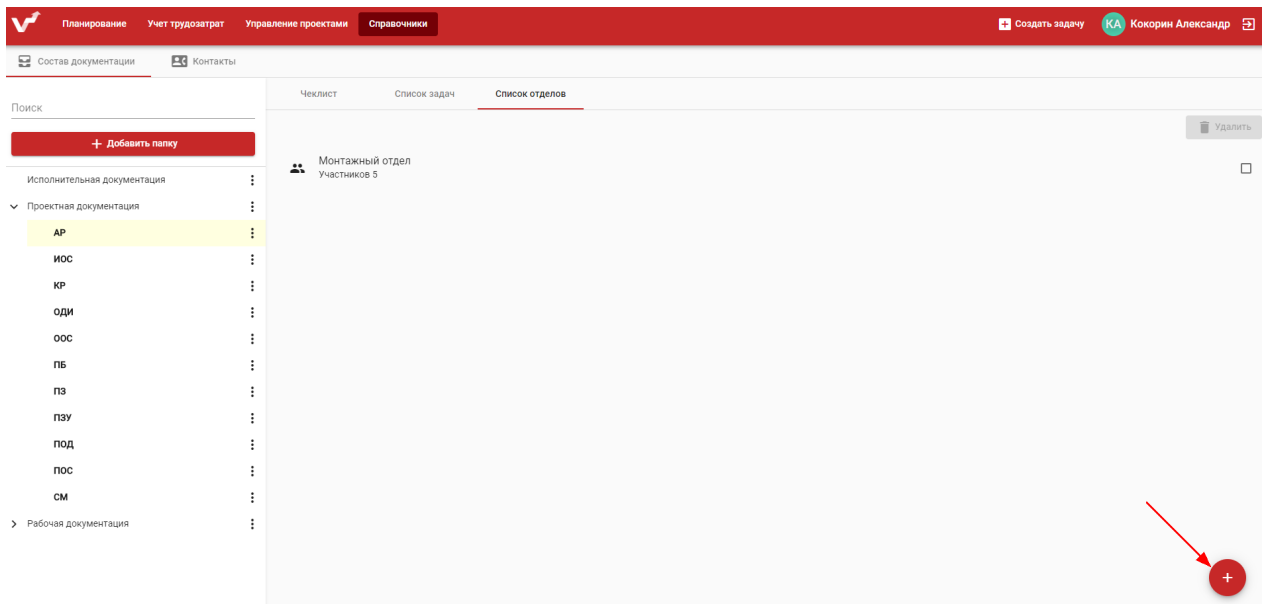 Планирование Учет трудозатрат Управление проектами Справочники Создать задачу КА Кокорин Александр
Состав документации Контакты
Чеклист Список задач Список отделов
Поиск
Удалить
Добавить папку
Монтажный отдел
Участников 5
Исполнительная документация
Проектная документация
АР
ИОС
КР
ОДИ
ООС
ПБ
ПЗ
ПЗУ
ПОД
ПОС
СМ
Рабочая документация